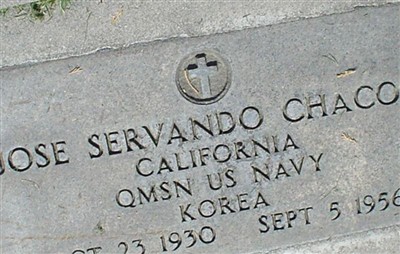 JOSE SERVANDO CHACO
CALIFORNIA
QMSN US NAVY
KOREA
23 1930 SEPT 5 1956